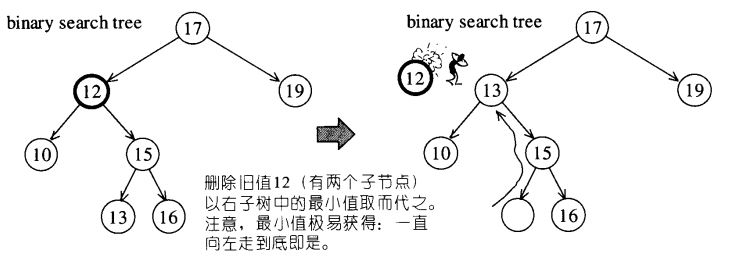 binary search tree
17
12
19
10
15
13
16
删除旧值12（有两个子节点）
以右子树中的最小值取而代之。
注意，最小值极易获得：一直
向左走到底即是。
binary search tree
17
12
13
19
10
15
16